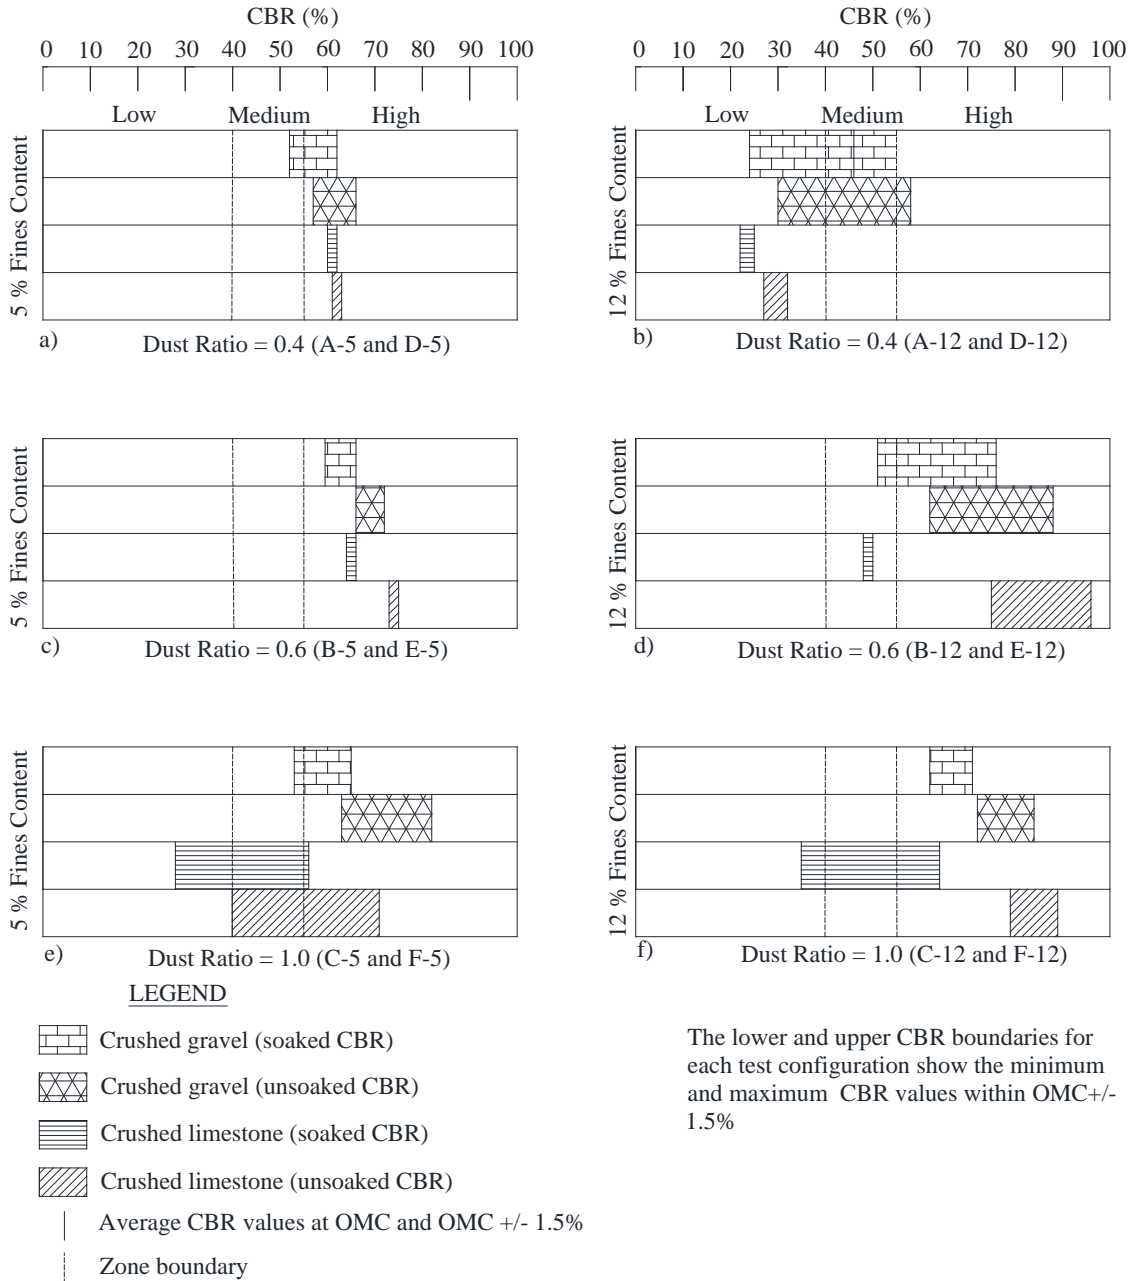 CBR (%)
0 10 20 30 40 50 60 70 80 90 100
Low Medium High
5 % Fines Content
a)
Dust Ratio = 0.4 (A-5 and D-5)
CBR (%)
0 10 20 30 40 50 60 70 80 90 100
Low Medium High
12 % Fines Content
b)
Dust Ratio = 0.4 (A-12 and D-12)
5 % Fines Content
c)
Dust Ratio = 0.6 (B-5 and E-5)
12 % Fines Content
d)
Dust Ratio = 0.6 (B-12 and E-12)
5 % Fines Content
e)
Dust Ratio = 1.0 (C-5 and F-5)
12 % Fines Content
f)
Dust Ratio = 1.0 (C-12 and F-12)
LEGEND
Crushed gravel (soaked CBR)
Crushed gravel (unsoaked CBR)
Crushed limestone (soaked CBR)
Crushed limestone (unsoaked CBR)
Average CBR values at OMC and OMC +/- 1.5%
Zone boundary
The lower and upper CBR boundaries for
each test configuration show the minimum
and maximum CBR values within OMC+/-
1.5%